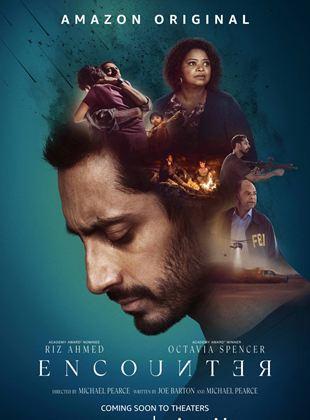 AMAZON ORIGINAL
FBI
ACADEMY AWARD® NOMINEE ACADEMY AWARD® WINNER
RIZ AHMED OCTAVIA SPENCER
ENCOUNTER
DIRECTED BY MICHAEL PEARCE WRITTEN BY JOE BARTON AND MICHAEL PEARCE
COMING SOON TO THEATERS